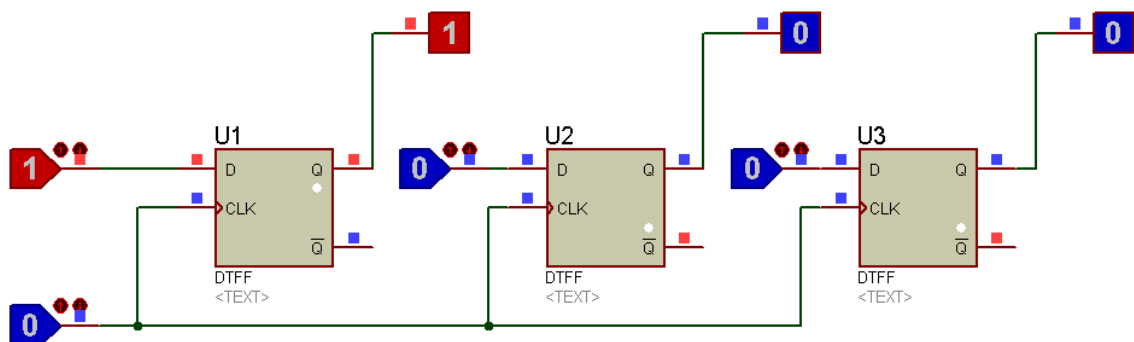 1 0 0
U1 U2 U3
1 D Q 0 D Q 0 D Q
CLK CLK CLK
Q Q Q
DTFF DTFF DTFF
<TEXT> <TEXT> <TEXT>
0